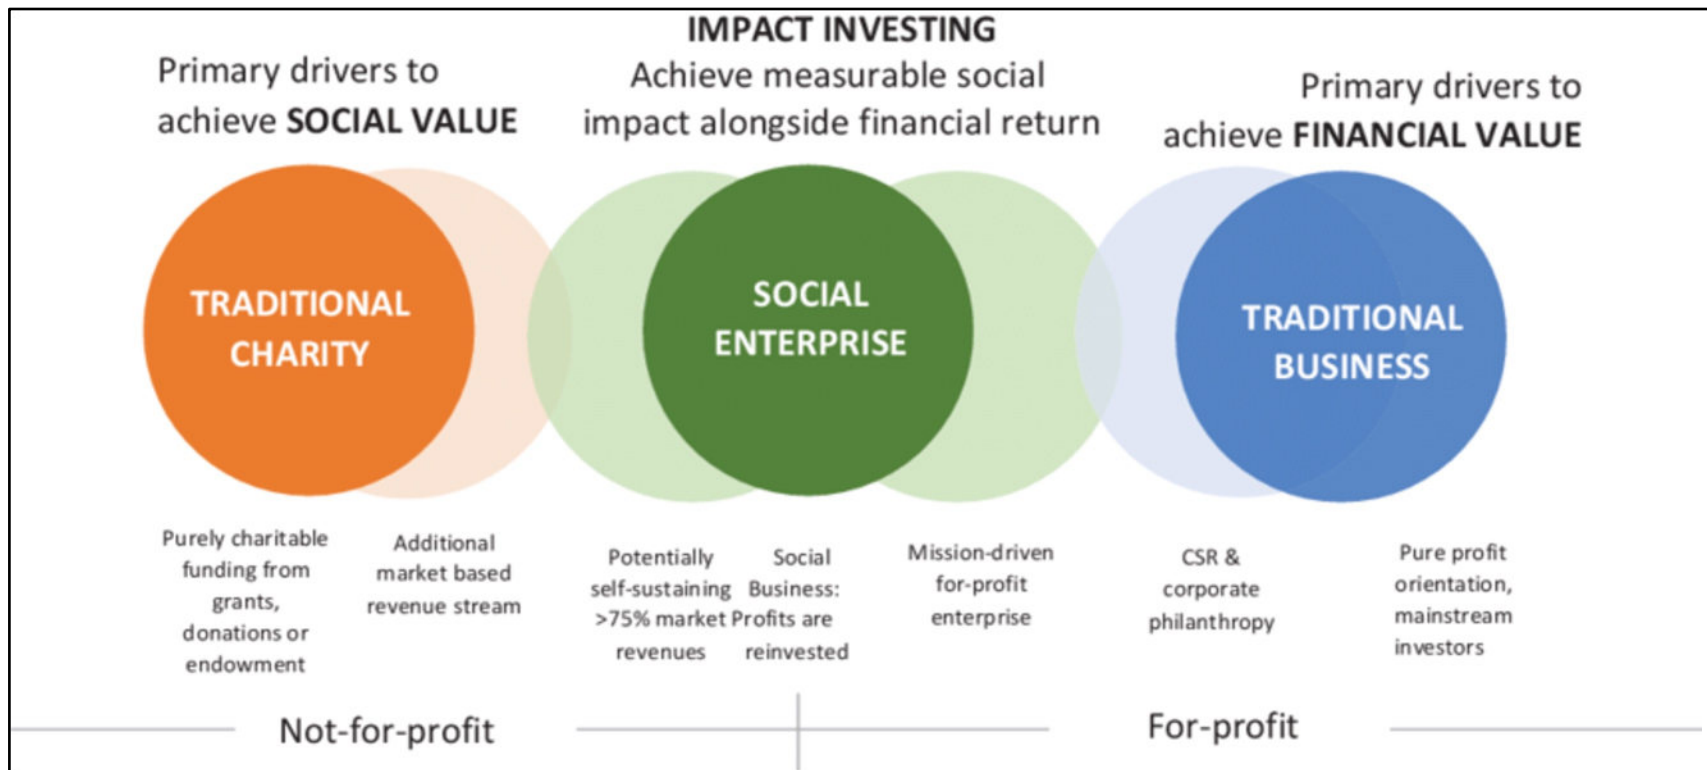 IMPACT INVESTING
Achieve measurable social
impact alongside financial return
Primary drivers to
achieve SOCIAL VALUE
Primary drivers to
achieve FINANCIAL VALUE
TRADITIONAL
CHARITY
SOCIAL
ENTERPRISE
TRADITIONAL
BUSINESS
Purely charitable
funding from
grants,
donations or
endowment
Additional
market based
revenue stream
Potentially
self-sustaining
>75% market
revenues
Social
Business:
Profits are
reinvested
Mission-driven
for-profit
enterprise
CSR &
corporate
philanthropy
Pure profit
orientation,
mainstream
investors
Not-for-profit
For-profit